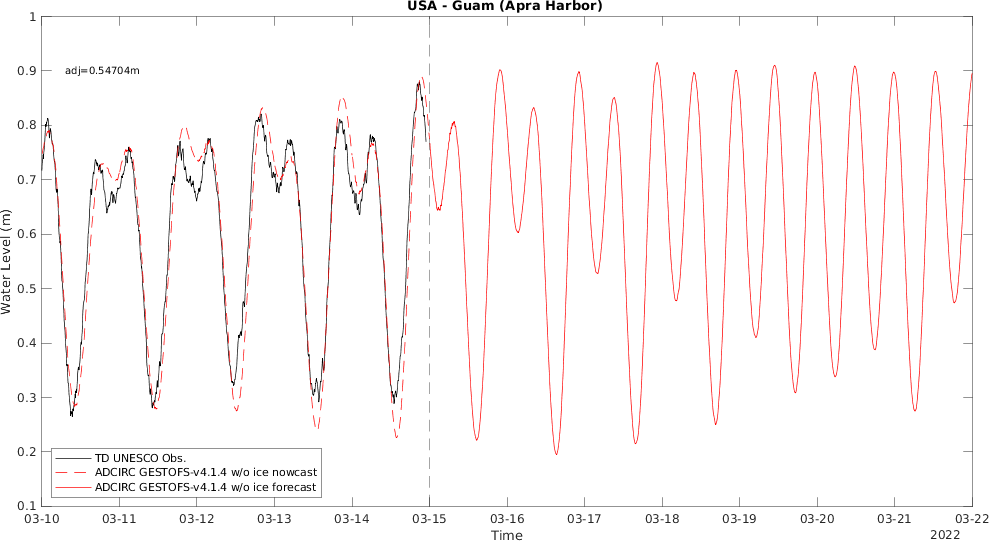 USA - Guam (Apra Harbor)
1
0.9
0.8
0.7
0.6
0.5
0.4
0.3
0.2
0.1
Water Level (m)
adj=0.54704m
TD UNESCO Obs.
ADCIRC GESTOFS-v4.1.4 w/o ice nowcast
ADCIRC GESTOFS-v4.1.4 w/o ice forecast
03-10 03-11 03-12 03-13 03-14 03-15 03-16 03-17 03-18 03-19 03-20 03-21 03-22
Time
2022